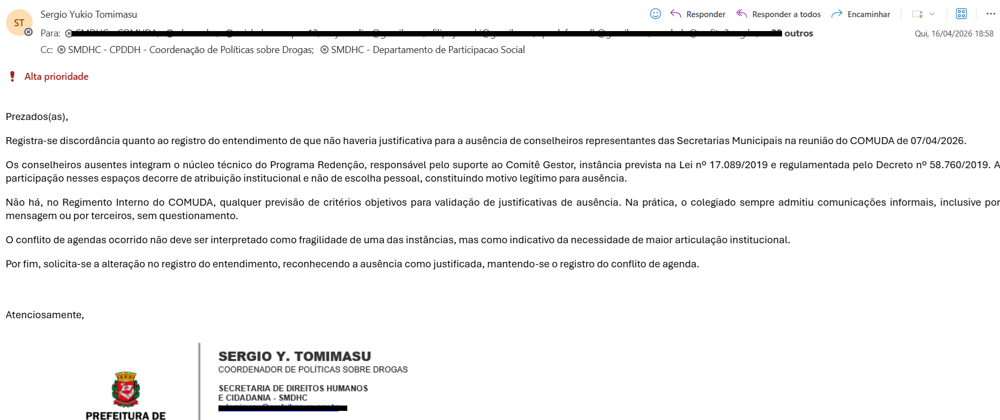 ST
Sergio Yukio Tomimasu
Responder
Responder a todos
Encaminhar
Para:
outros
Qui, 16/04/2026 18:58
Cc: SMDHC - CPDDH - Coordenação de Políticas sobre Drogas; SMDHC - Departamento de Participacao Social
Alta prioridade
Prezados(as),
Registra-se discordância quanto ao registro do entendimento de que não haveria justificativa para a ausência de conselheiros representantes das Secretarias Municipais na reunião do COMUDA de 07/04/2026.
Os conselheiros ausentes integram o núcleo técnico do Programa Redenção, responsável pelo suporte ao Comitê Gestor, instância prevista na Lei nº 17.089/2019 e regulamentada pelo Decreto nº 58.760/2019. A
participação nesses espaços decorre de atribuição institucional e não de escolha pessoal, constituindo motivo legítimo para ausência.
Não há, no Regimento Interno do COMUDA, qualquer previsão de critérios objetivos para validação de justificativas de ausência. Na prática, o colegiado sempre admitiu comunicações informais, inclusive por
mensagem ou por terceiros, sem questionamento.
O conflito de agendas ocorrido não deve ser interpretado como fragilidade de uma das instâncias, mas como indicativo da necessidade de maior articulação institucional.
Por fim, solicita-se a alteração no registro do entendimento, reconhecendo a ausência como justificada, mantendo-se o registro do conflito de agenda.
Atenciosamente,
SERGIO Y. TOMIMASU
COORDENADOR DE POLÍTICAS SOBRE DROGAS
SECRETARIA DE DIREITOS HUMANOS
E CIDADANIA - SMDHC
PREFEITURA DE